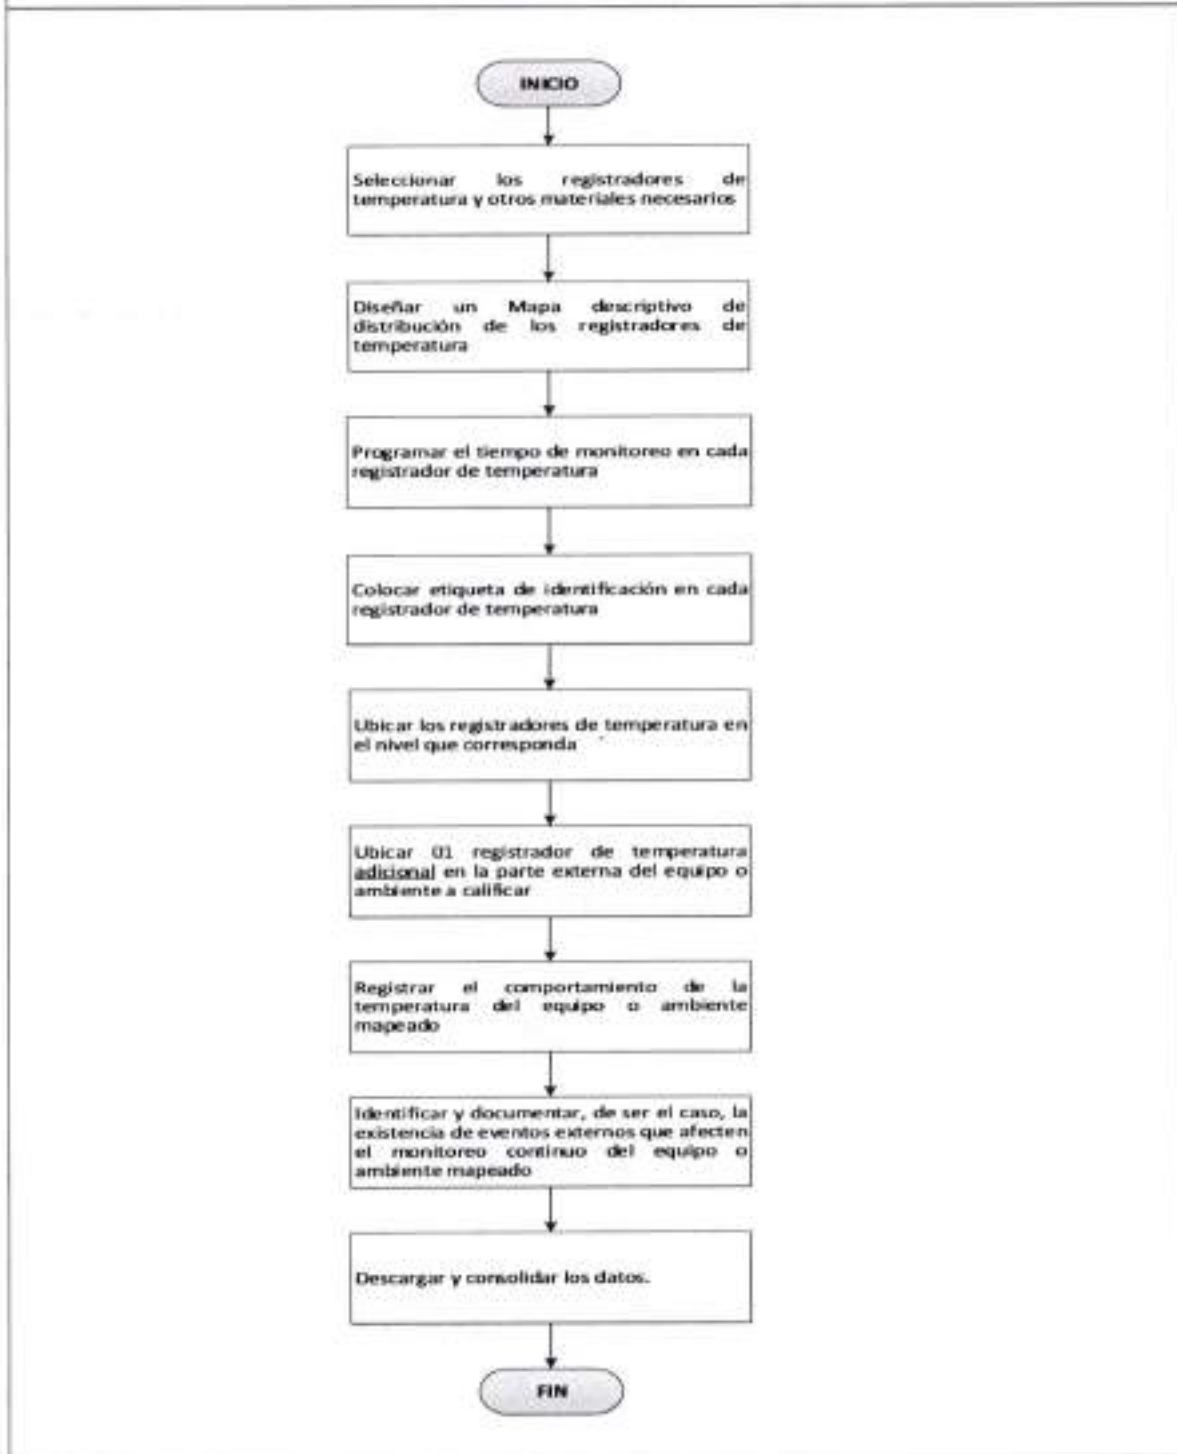 INICIO
Seleccionar los registradores de
temperatura y otros materiales necesarios
Diseñar un Mapa descriptivo de
distribución de los registradores de
temperatura
Programar el tiempo de monitoreo en cada
registrador de temperatura
Colocar etiqueta de identificación en cada
registrador de temperatura
Ubicar los registradores de temperatura en
el nivel que corresponda
Ubicar 01 registrador de temperatura
adicional en la parte externa del equipo o
ambiente a calificar
Registrar el comportamiento de la
temperatura del equipo o ambiente
mapeado
Identificar y documentar, de ser el caso, la
existencia de eventos externos que afecten
el monitoreo continuo del equipo o
ambiente mapeado
Descargar y consolidar los datos.
FIN